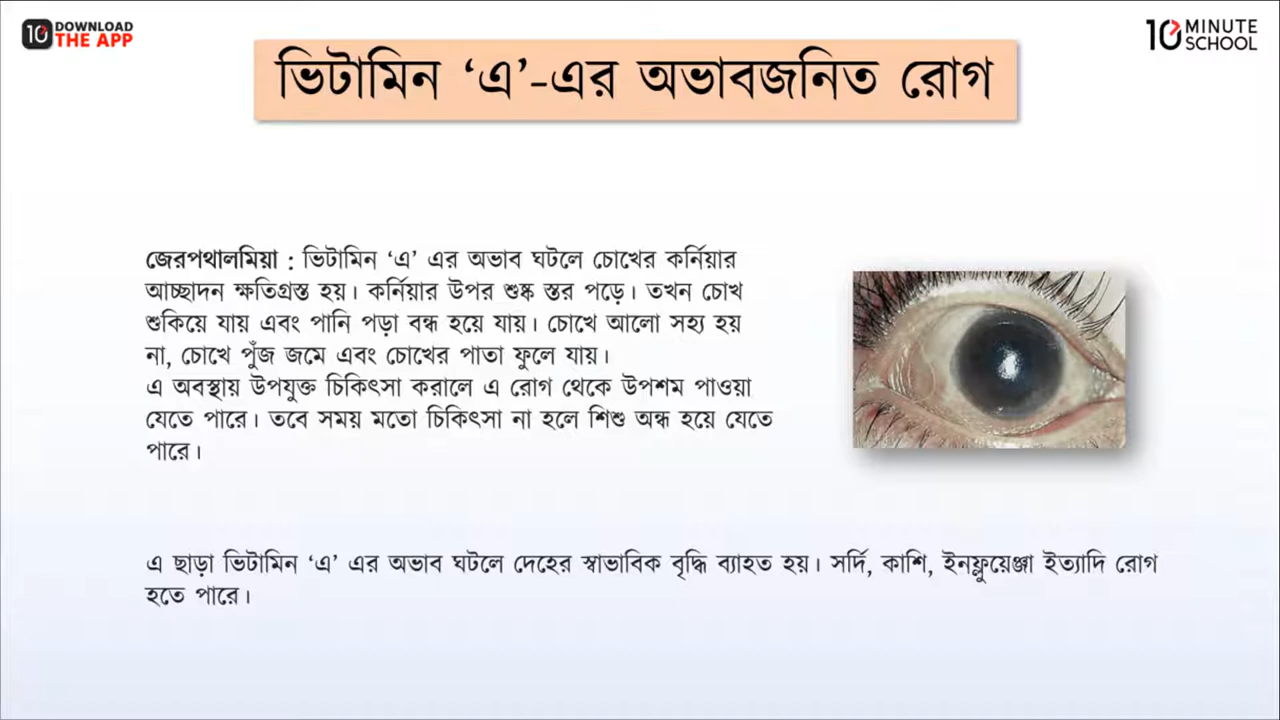 DOWNLOAD
THE APP
10 MINUTE
SCHOOL
ভিটামিন ‘এ’-এর অভাবজনিত রোগ
জেরপথালমিয়া : ভিটামিন ‘এ’ এর অভাব ঘটলে চোখের কর্নিয়ার
আচ্ছাদন ক্ষতিগ্রস্ত হয়। কর্নিয়ার উপর শুষ্ক স্তর পড়ে। তখন চোখ
শুকিয়ে যায় এবং পানি পড়া বন্ধ হয়ে যায়। চোখে আলো সহ্য হয়
না, চোখে পুঁজ জমে এবং চোখের পাতা ফুলে যায়।
এ অবস্থায় উপযুক্ত চিকিৎসা করালে এ রোগ থেকে উপশম পাওয়া
যেতে পারে। তবে সময় মতো চিকিৎসা না হলে শিশু অন্ধ হয়ে যেতে
পারে।
এ ছাড়া ভিটামিন ‘এ’ এর অভাব ঘটলে দেহের স্বাভাবিক বৃদ্ধি ব্যাহত হয়। সর্দি, কাশি, ইনফ্লুয়েঞ্জা ইত্যাদি রোগ
হতে পারে।